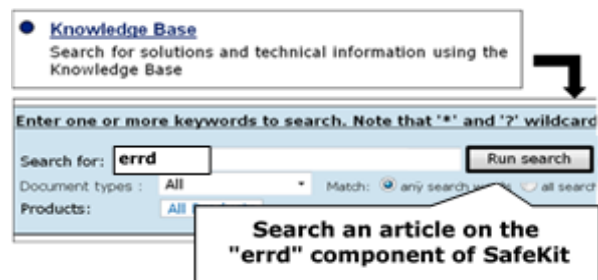 Knowledge Base
Search for solutions and technical information using the
Knowledge Base
Enter one or more keywords to search. Note that '*' and '?' wildcard
Search for: errd Run search
Document types : All Match: any search words all search
Products: All
Search an article on the
"errd" component of SafeKit